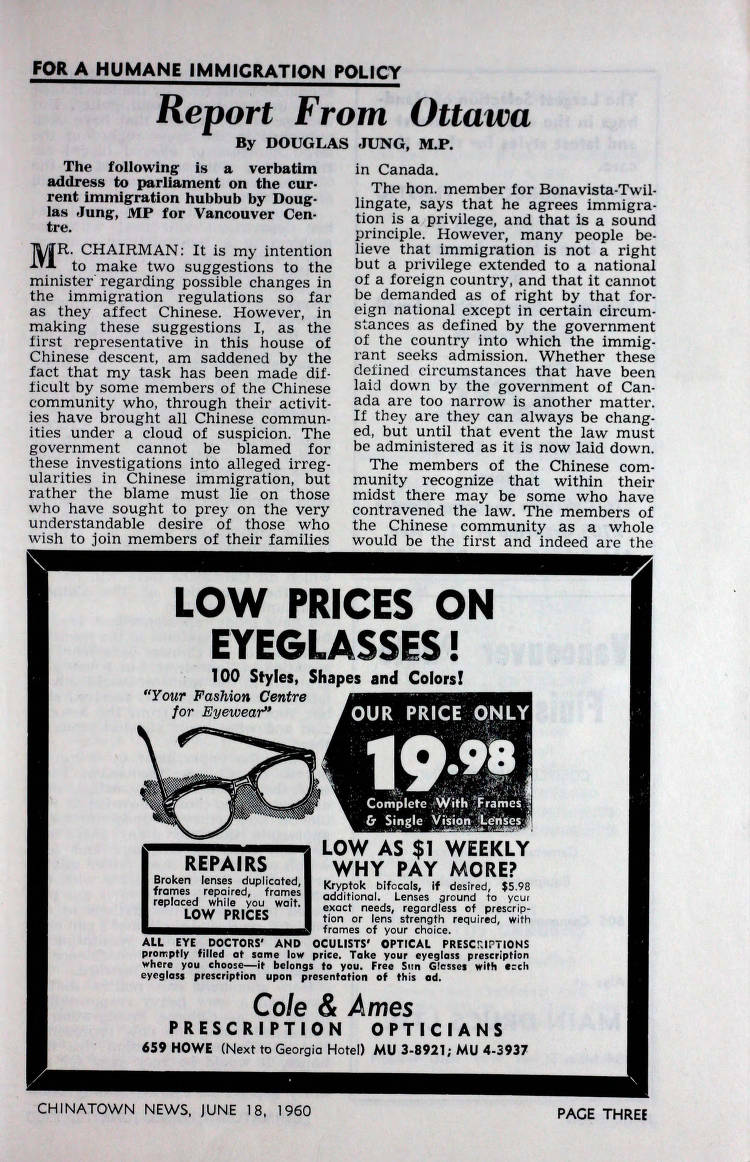 FOR A HUMANE IMMIGRATION POLICY
Report From Ottawa
By DOUGLAS JUNG, M.P.
The following is a verbatim
address to parliament on the cur-
rent immigration hubbub by Doug-
las Jung, MP for Vancouver Cen-
tre.
MR. CHAIRMAN: It is my intention
to make two suggestions to the
minister regarding possible changes in
the immigration regulations so far
as they affect Chinese. However, in
making these suggestions I, as the
first representative in this house of
Chinese descent, am saddened by the
fact that my task has been made dif-
ficult by some members of the Chinese
community who, through their activit-
ies have brought all Chinese commun-
ities under a cloud of suspicion. The
government cannot be blamed for
these investigations into alleged irreg-
ularities in Chinese immigration, but
rather the blame must lie on those
who have sought to prey on the very
understandable desire of those who
wish to join members of their families
in Canada.
The hon. member for Bonavista-Twil-
lingate, says that he agrees immigra-
tion is a privilege, and that is a sound
principle. However, many people be-
lieve that immigration is not a right
but a privilege extended to a national
of a foreign country, and that it cannot
be demanded as of right by that for-
eign national except in certain circum-
stances as defined by the government
of the country into which the immig-
rant seeks admission. Whether these
defined circumstances that have been
laid down by the government of Can-
ada are too narrow is another matter.
If they are they can always be chang-
ed, but until that event the law must
be administered as it is now laid down.
The members of the Chinese com-
munity recognize that within their
midst there may be some who have
contravened the law. The members of
the Chinese community as a whole
would be the first and indeed are the
LOW PRICES ON
EYEGLASSES!
100 Styles, Shapes and Colors!
"Your Fashion Centre
for Eyewear"
OUR PRICE ONLY
19.98
Complete With Frames
& Single Vision Lenses
REPAIRS
Broken lenses duplicated,
frames repaired, frames
replaced while you wait.
LOW PRICES
LOW AS $1 WEEKLY
WHY PAY MORE?
Kryptok bifocals, if desired, $5.98
additional. Lenses ground to your
exact needs, regardless of prescrip-
tion or lens strength required, with
frames of your choice.
ALL EYE DOCTORS' AND OCULISTS' OPTICAL PRESCRIPTIONS
promptly filled at same low price. Take your eyeglass prescription
where you choose—it belongs to you. Free Sun Glasses with each
eyeglass prescription upon presentation of this ad.
Cole & Ames
PRESCRIPTION OPTICIANS
659 HOWE (Next to Georgia Hotel) MU 3-8921; MU 4-3937
CHINATOWN NEWS, JUNE 18, 1960
PAGE THREE